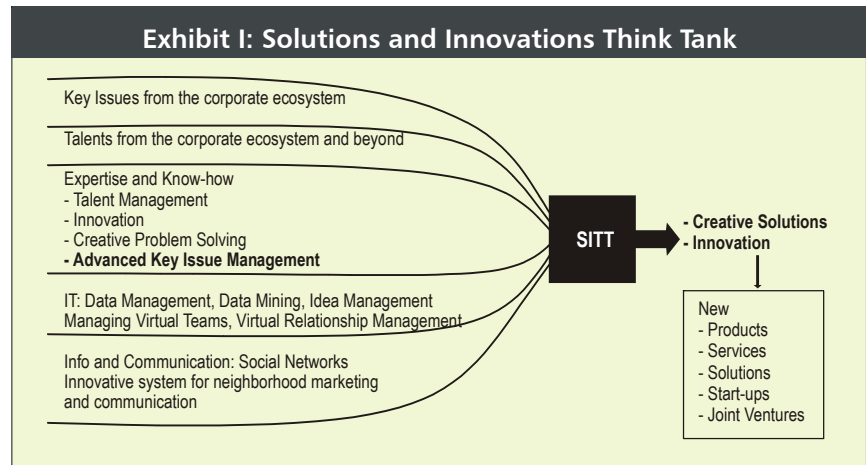 Exhibit I: Solutions and Innovations Think Tank
Key Issues from the corporate ecosystem
Talents from the corporate ecosystem and beyond
Expertise and Know-how
- Talent Management
- Innovation
- Creative Problem Solving
- Advanced Key Issue Management
IT: Data Management, Data Mining, Idea Management
Managing Virtual Teams, Virtual Relationship Management
Info and Communication: Social Networks
Innovative system for neighborhood marketing
and communication
SITT
- Creative Solutions
- Innovation
New
- Products
- Services
- Solutions
- Start-ups
- Joint Ventures